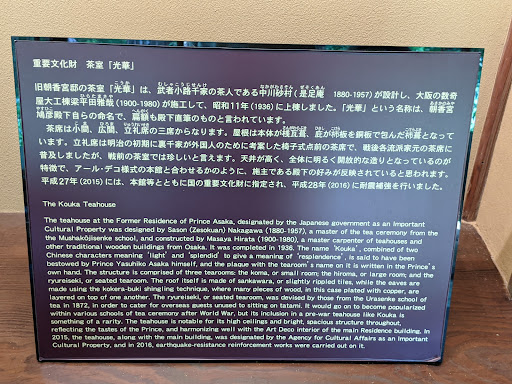 重要文化財　茶室「光華」
旧朝香宮邸の茶室「光華」は、武者小路千家の茶人である中川砂村(是足庵　1880-1957)が設計し、大阪の数奇
屋大工棟梁平田雅哉(1900-1980)が施工して、昭和11年(1936)に上棟しました。「光華」という名称は、朝香宮
鳩彦殿下自らの命名で、扁額も殿下直筆のものと言われています。
茶席は小間、広間、立礼席の三席からなります。屋根は本体が桟瓦葺、庇が杮板を銅板で包んだ杮葺となって
います。立礼席は明治の初期に裏千家が外国人のために考案した椅子点前の茶席で、戦後各流派家元の茶席に
普及しましたが、戦前の茶室では珍しいと言えます。天井が高く、全体に明るく開放的な造りとなっているのが
特徴で、アール・デコ様式の本館と合わせるかのように、施主である殿下の好みが反映されていると思われます。
平成27年(2015)には、本館等とともに国の重要文化財に指定され、平成28年(2016)に耐震補強を行いました。
The Kouka Teahouse
The teahouse at the Former Residence of Prince Asaka, designated by the Japanese government as an Important
Cultural Property was designed by Sason (Zesokuan) Nakagawa (1880-1957), a master of the tea ceremony from
the Mushakōjisenke school, and constructed by Masaya Hirata (1900-1980), a master carpenter of teahouses and
other traditional wooden buildings from Osaka. It was completed in 1936. The name "Kouka", combined of two
Chinese characters meaning "light" and "splendid" to give a meaning of "resplendence", is said to have been
bestowed by Prince Yasuhiko Asaka himself, and the plaque with the tearoom's name on it is written in the Prince's
own hand. The structure is comprised of three tearooms: the koma, or small room; the hiroma, or large room; and the
ryureiseki, or seated tearoom. The roof itself is made of sankawara, or slightly rippled tiles, while the eaves are
made using the kokera-buki shingling technique, where many pieces of wood, in this case plated with copper, are
layered on top of one another. The ryureiseki, or seated tearoom, was devised by those from the Urasenke school of
tea in 1872, in order to cater for overseas guests unused to sitting on tatami. It would go on to become popularized
within various schools of tea ceremony after World War, but its inclusion in a pre-war teahouse like Kouka is
something of a rarity. The tearoom is notable for its high ceilings and bright, spacious structure throughout,
reflecting the tastes of the Prince, and harmonizing well with the Art Deco interior of the main Residence building. In
2015, the teahouse, along with the main building, was designated by the Agency for Cultural Affairs as an Important
Cultural Property, and in 2016, earthquake-resistance reinforcement works were carried out on it.